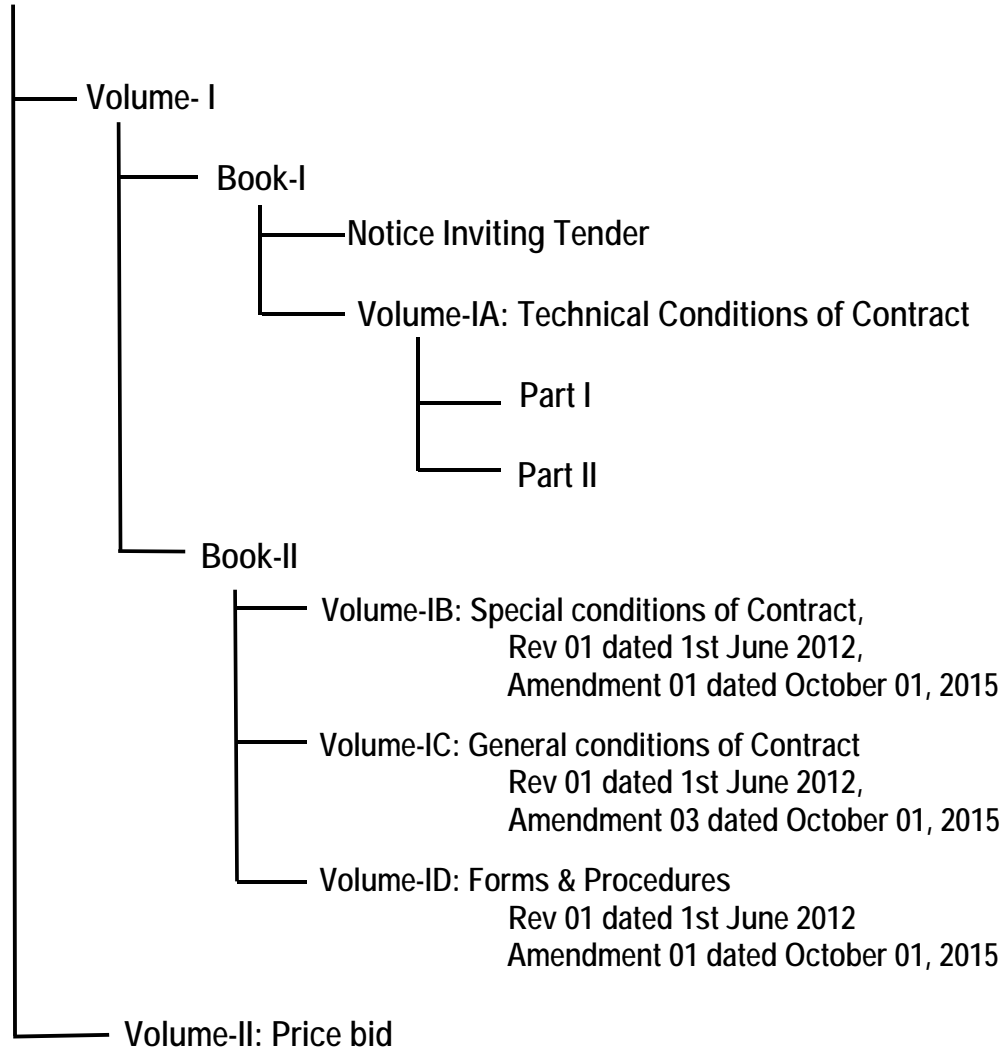 Volume- I
Book-I
Notice Inviting Tender
Volume-IA: Technical Conditions of Contract
Part I
Part II
Book-II
Volume-IB: Special conditions of Contract,
Rev 01 dated 1st June 2012,
Amendment 01 dated October 01, 2015
Volume-IC: General conditions of Contract
Rev 01 dated 1st June 2012,
Amendment 03 dated October 01, 2015
Volume-ID: Forms & Procedures
Rev 01 dated 1st June 2012
Amendment 01 dated October 01, 2015
Volume-II: Price bid